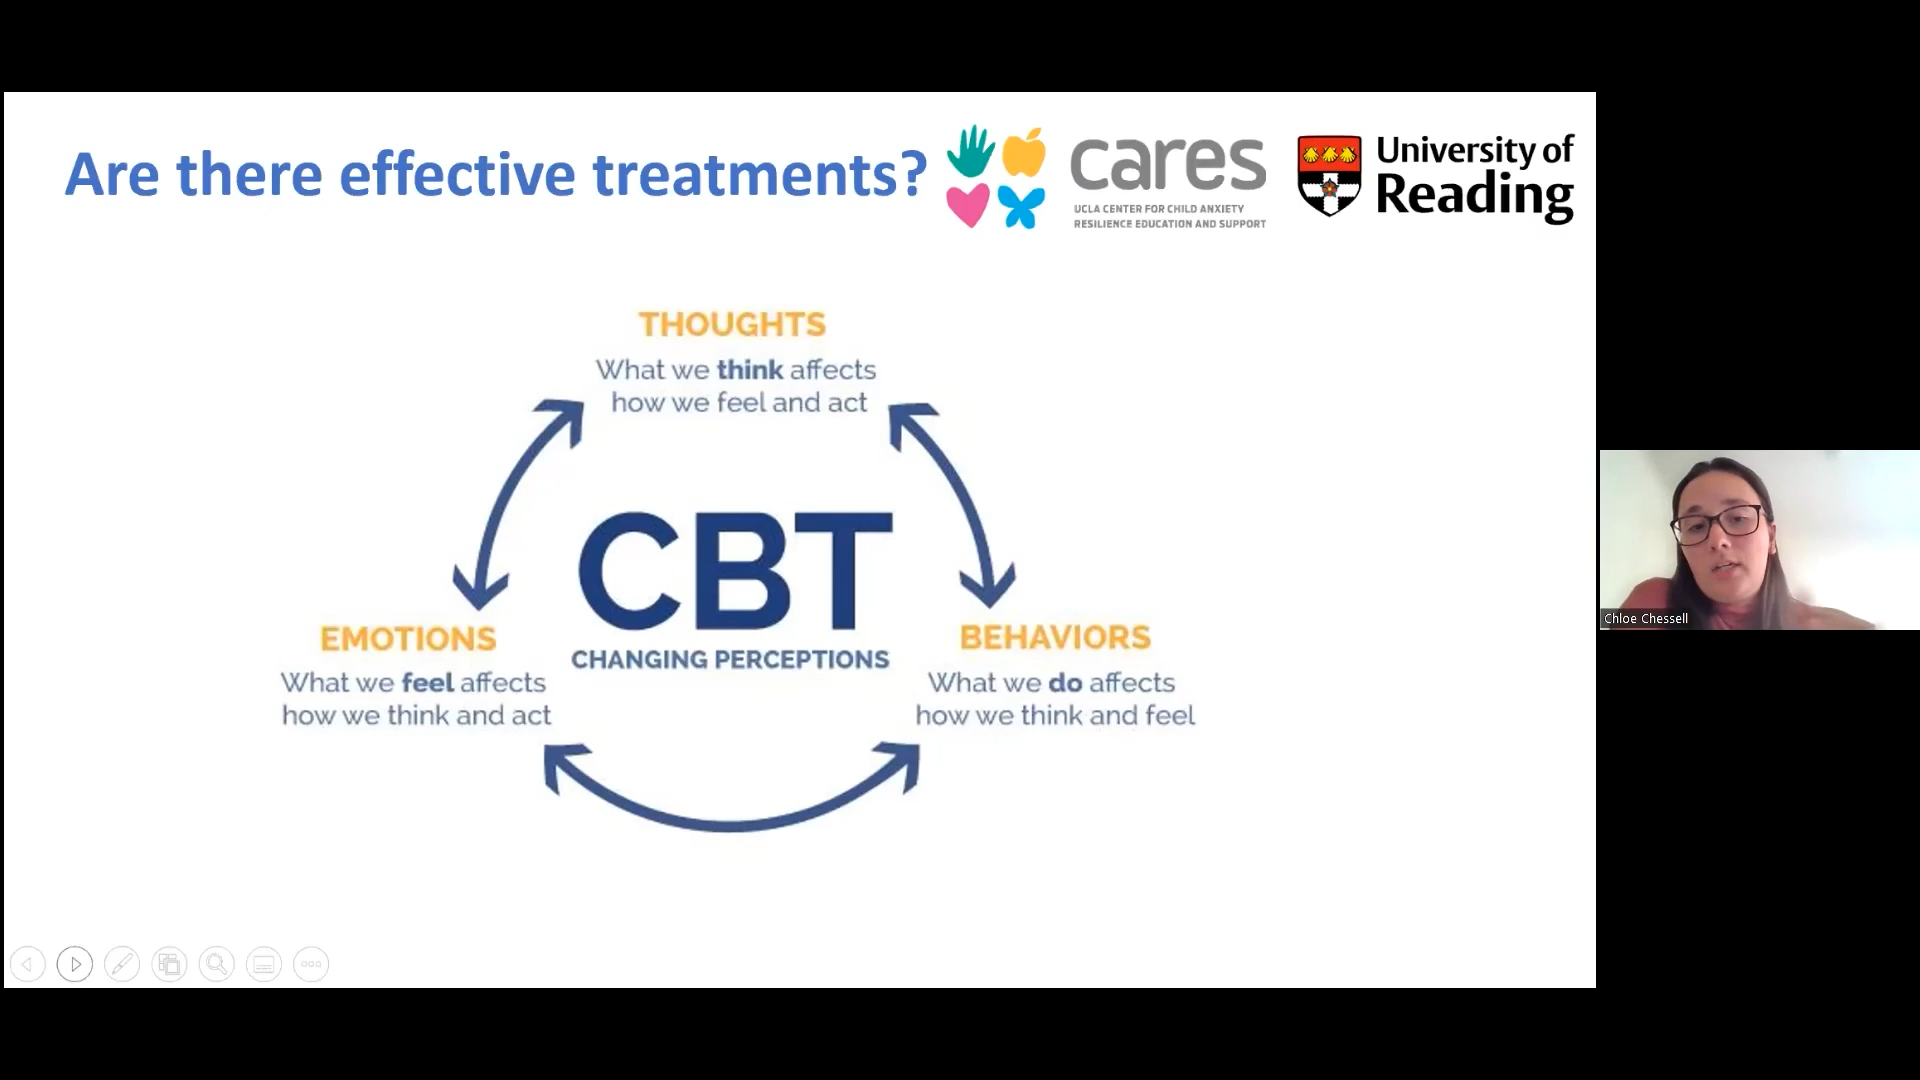 Are there effective treatments?
cares
UCLA CENTER FOR CHILD ANXIETY
RESILIENCE EDUCATION AND SUPPORT
University of
Reading
THOUGHTS
What we think affects
how we feel and act
CBT
CHANGING PERCEPTIONS
EMOTIONS
What we feel affects
how we think and act
BEHAVIORS
What we do affects
how we think and feel
Chloe Chessell